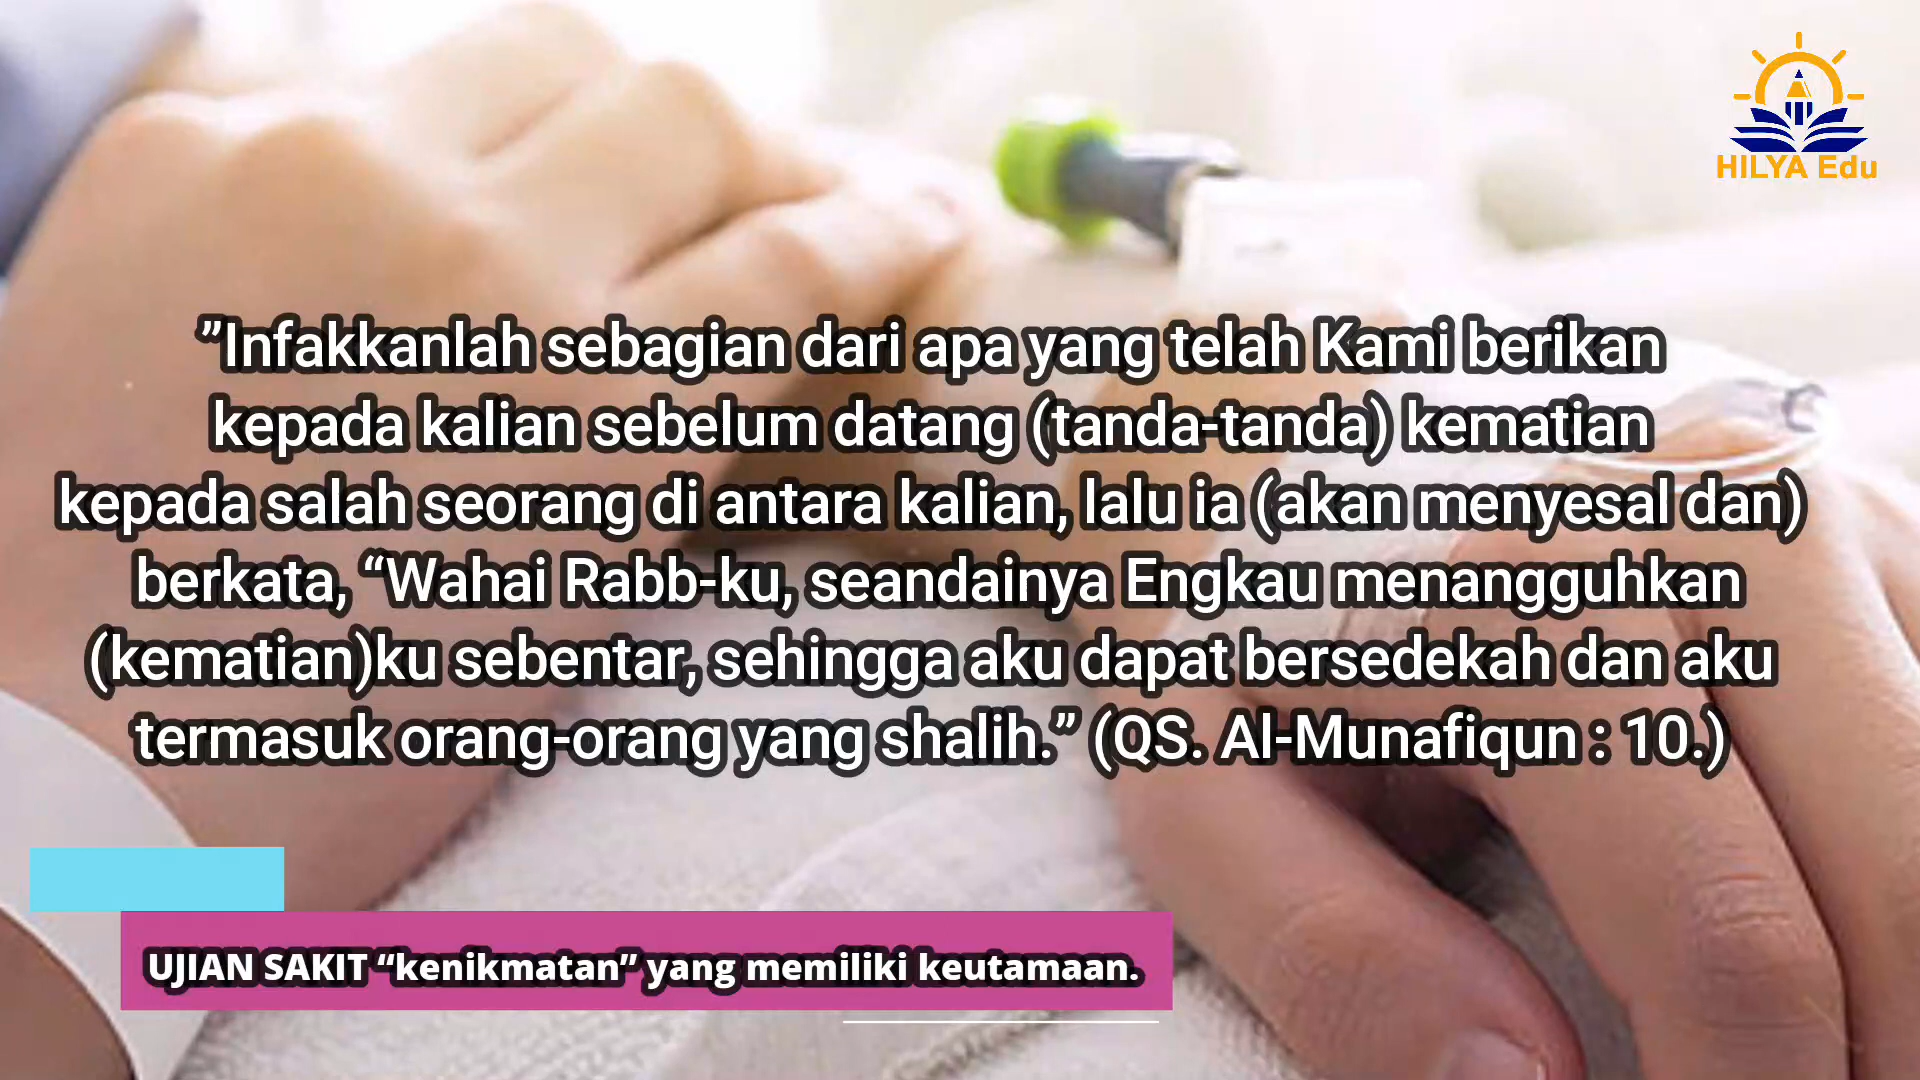 HILYA Edu
”Infakkanlah sebagian dari apa yang telah Kami berikan
kepada kalian sebelum datang (tanda-tanda) kematian
kepada salah seorang di antara kalian, lalu ia (akan menyesal dan)
berkata, “Wahai Rabb-ku, seandainya Engkau menangguhkan
(kematian)ku sebentar, sehingga aku dapat bersedekah dan aku
termasuk orang-orang yang shalih.” (QS. Al-Munafiqun : 10.)
UJIAN SAKIT “kenikmatan” yang memiliki keutamaan.